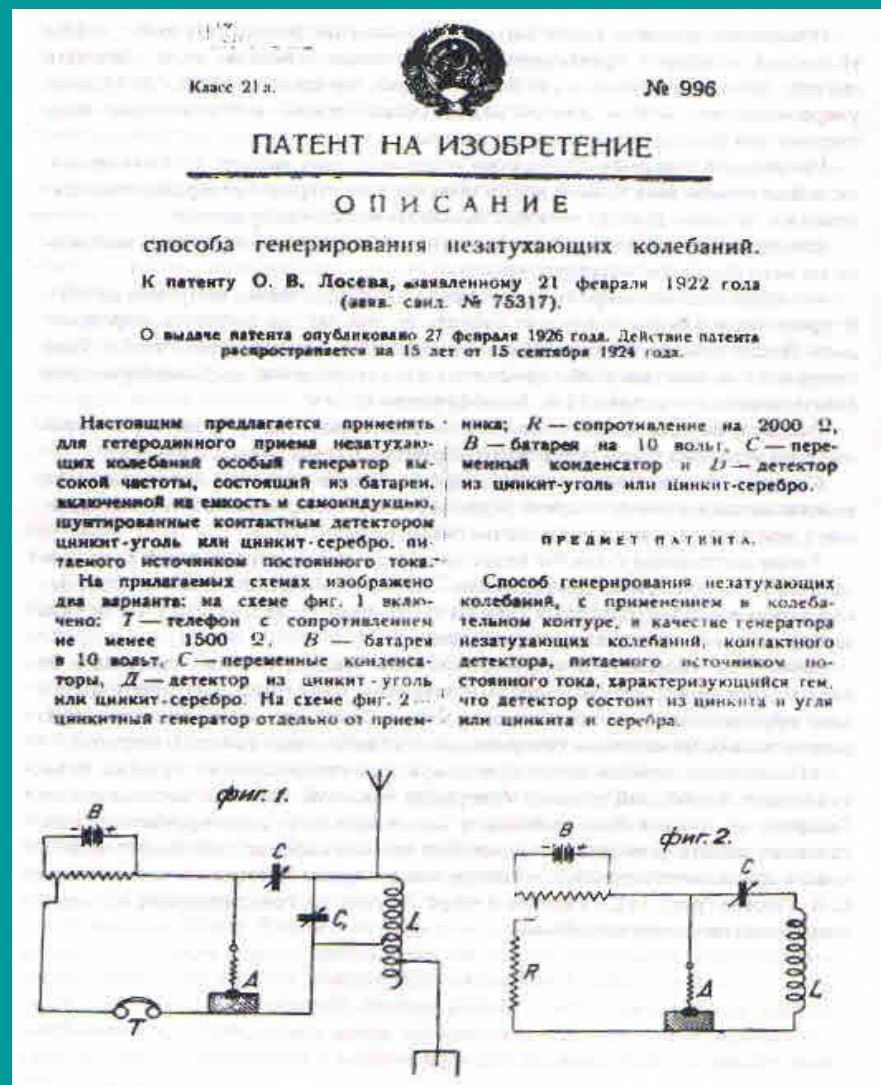 Класс 21 а.
№ 996
ПАТЕНТ НА ИЗОБРЕТЕНИЕ
ОПИСАНИЕ
способа генерирования незатухающих колебаний.
К патенту О. В. Лосева, заявленному 21 февраля 1922 года
(заяв. свид. № 75317).
О выдаче патента опубликовано 27 февраля 1926 года. Действие патента
распространяется на 15 лет от 15 сентября 1924 года.
Настоящим предлагается применять
для гетеродинного приема незатухаю-
щих колебаний особый генератор вы-
сокой частоты, состоящий из батареи,
включенной на емкость и самоиндукцию,
шунтированные контактным детектором
цинкит-уголь или цинкит-серебро, пи-
таемого источником постоянного тока.
На прилагаемых схемах изображено
два варианта: на схеме фиг. 1 вклю-
чено: Т — телефон с сопротивлением
не менее 1500 Ω, В — батарея
в 10 вольт, С — переменные конденса-
торы, Д — детектор из цинкит-уголь
или цинкит-серебро. На схеме фиг. 2 —
цинкитный генератор отдельно от прием-
ника; R — сопротивление на 2000 Ω,
В — батарея на 10 вольт, С — пере-
менный конденсатор и D — детектор
из цинкит-уголь или цинкит-серебро.
ПРЕДМЕТ ПАТЕНТА.
Способ генерирования незатухающих
колебаний, с применением в колеба-
тельном контуре, в качестве генератора
незатухающих колебаний, контактного
детектора, питаемого источником по-
стоянного тока, характеризующийся тем,
что детектор состоит из цинкита и угля
или цинкита и серебра.
фиг. 1.
- B +
C
C₁
L
Д
T
фиг. 2.
- B +
C
R
Д
L